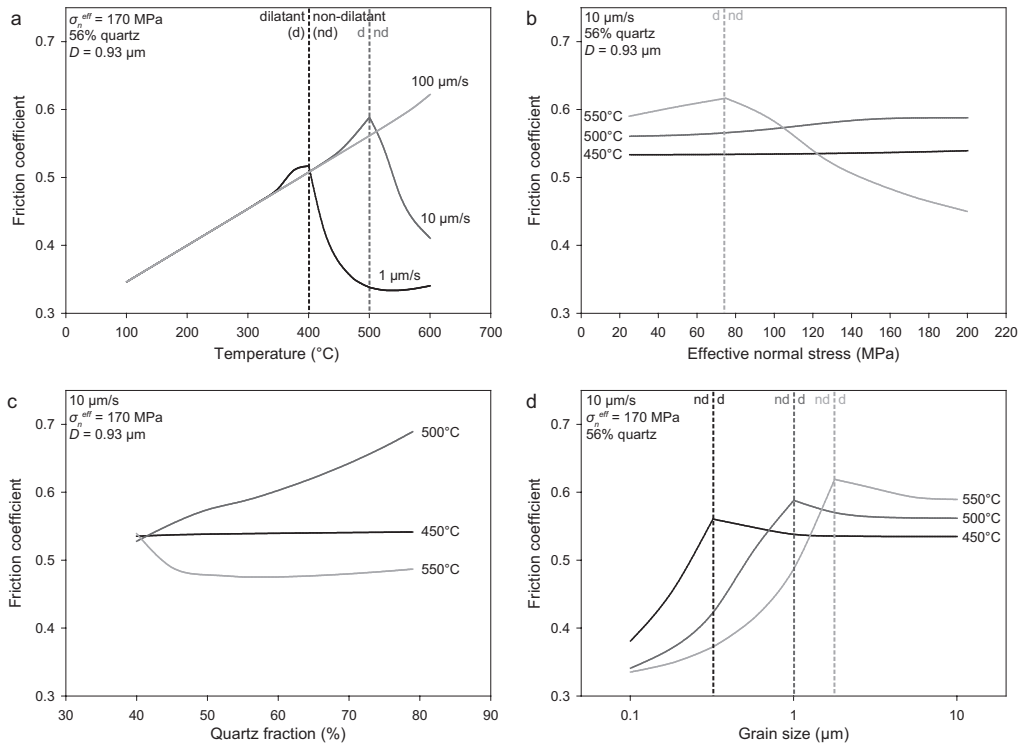 a
σₙᵉᶠᶠ = 170 MPa
56% quartz
D = 0.93 µm
dilatant non-dilatant
(d) (nd) d nd
100 µm/s
10 µm/s
1 µm/s
Friction coefficient
0.7
0.6
0.5
0.4
0.3
0 100 200 300 400 500 600 700
Temperature (°C)
b
10 µm/s
56% quartz
D = 0.93 µm
d nd
550°C
500°C
450°C
Friction coefficient
0.7
0.6
0.5
0.4
0.3
0 20 40 60 80 100 120 140 160 180 200 220
Effective normal stress (MPa)
c
10 µm/s
σₙᵉᶠᶠ = 170 MPa
D = 0.93 µm
500°C
450°C
550°C
Friction coefficient
0.7
0.6
0.5
0.4
0.3
30 40 50 60 70 80 90
Quartz fraction (%)
d
10 µm/s
σₙᵉᶠᶠ = 170 MPa
56% quartz
nd d nd d nd d
550°C
500°C
450°C
Friction coefficient
0.7
0.6
0.5
0.4
0.3
0.1 1 10
Grain size (µm)